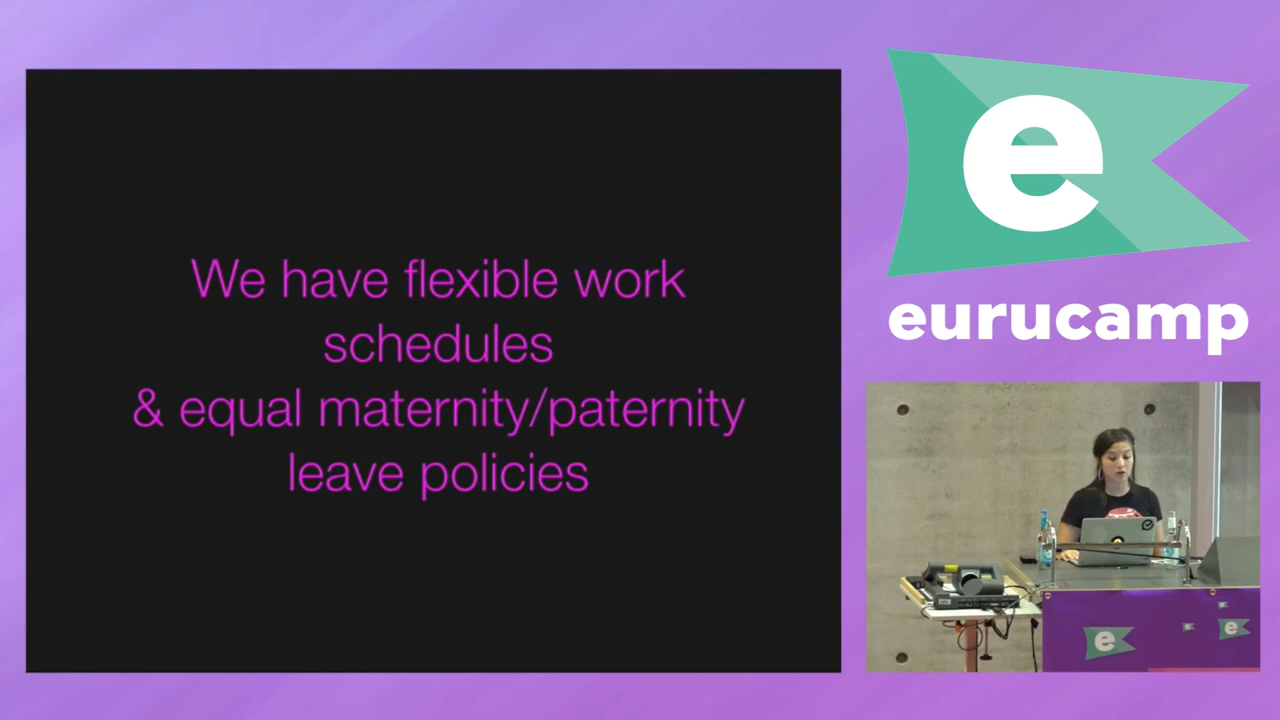 We have flexible work
schedules
& equal maternity/paternity
leave policies
e
eurucamp
e
e
e